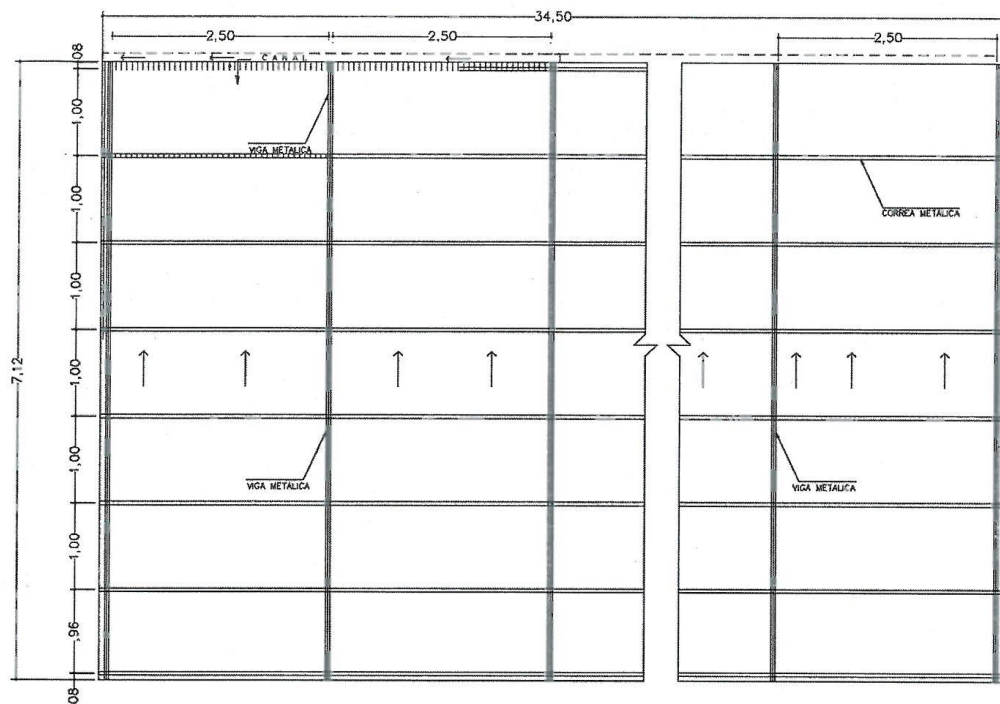 34,50
2,50
2,50
2,50
CANAL
,08
1,00
VIGA METALICA
1,00
CORREA METALICA
1,00
7,12
1,00
1,00
VIGA METALICA
VIGA METALICA
1,00
,96
,08